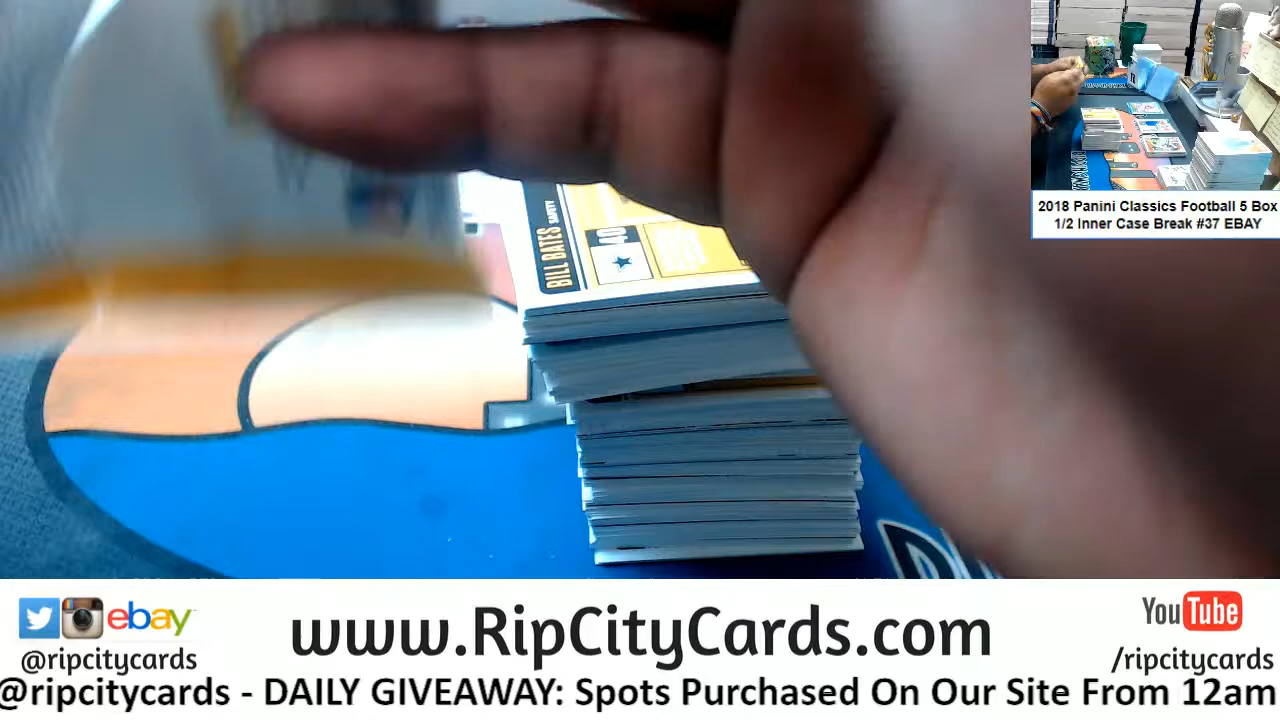 BILL BATES SAFETY
40
2018 Panini Classics Football 5 Box
1/2 Inner Case Break #37 EBAY
ebay
@ripcitycards
www.RipCityCards.com
YouTube
/ripcitycards
@ripcitycards - DAILY GIVEAWAY: Spots Purchased On Our Site From 12am